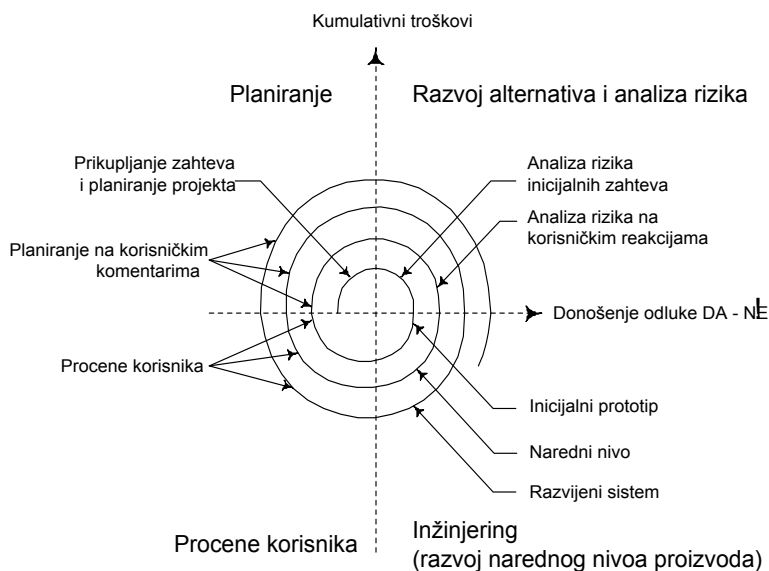 Kumulativni troškovi
Planiranje
Razvoj alternativa i analiza rizika
Prikupljanje zahteva
i planiranje projekta
Analiza rizika
inicijalnih zahteva
Analiza rizika na
korisničkim reakcijama
Planiranje na korisničkim
komentarima
Donošenje odluke DA - NE
Procene korisnika
Inicijalni prototip
Naredni nivo
Razvijeni sistem
Procene korisnika
Inžinjering
(razvoj narednog nivoa proizvoda)